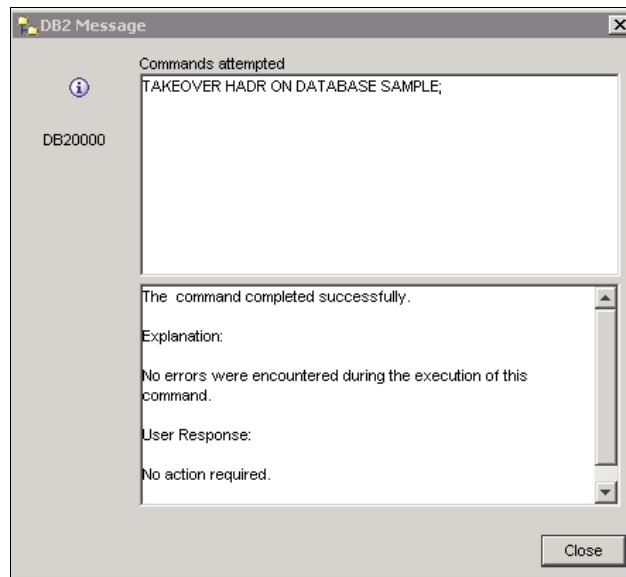 DB2 Message
Commands attempted
TAKEOVER HADR ON DATABASE SAMPLE;
DB20000
The  command completed successfully.
Explanation:
No errors were encountered during the execution of this
command.
User Response:
No action required.
Close